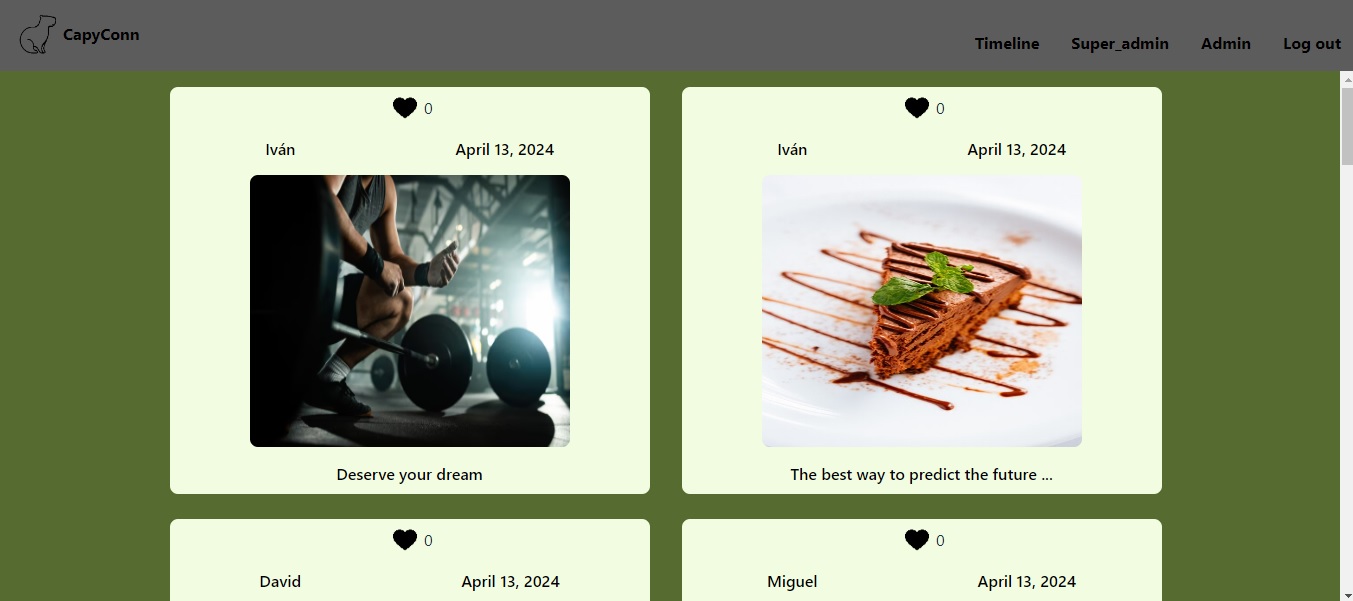 CapyConn
Timeline Super_admin Admin Log out
0
Iván April 13, 2024
Deserve your dream
0
Iván April 13, 2024
The best way to predict the future ...
0
David April 13, 2024
0
Miguel April 13, 2024